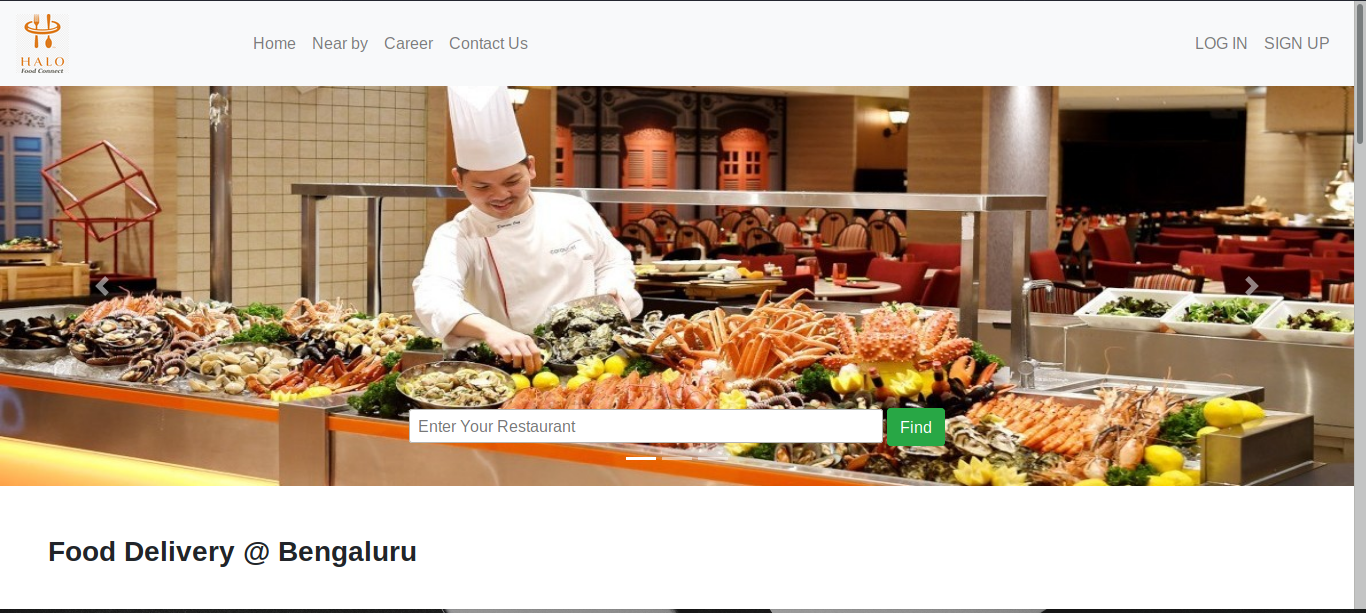 HALO
Food Connect
Home
Near by
Career
Contact Us
LOG IN
SIGN UP
Enter Your Restaurant
Find
Food Delivery @ Bengaluru